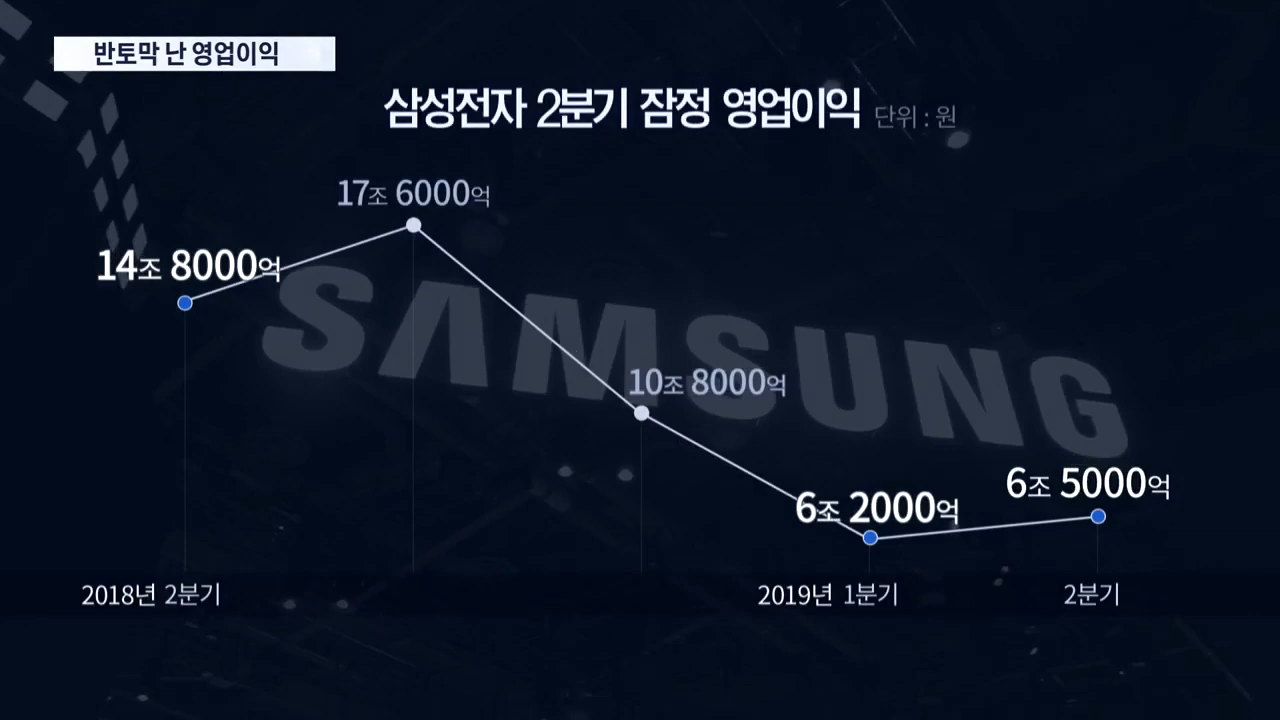 반토막 난 영업이익
삼성전자 2분기 잠정 영업이익 단위 : 원
17조 6000억
14조 8000억
SAMSUNG
10조 8000억
6조 2000억
6조 5000억
2018년 2분기 2019년 1분기 2분기